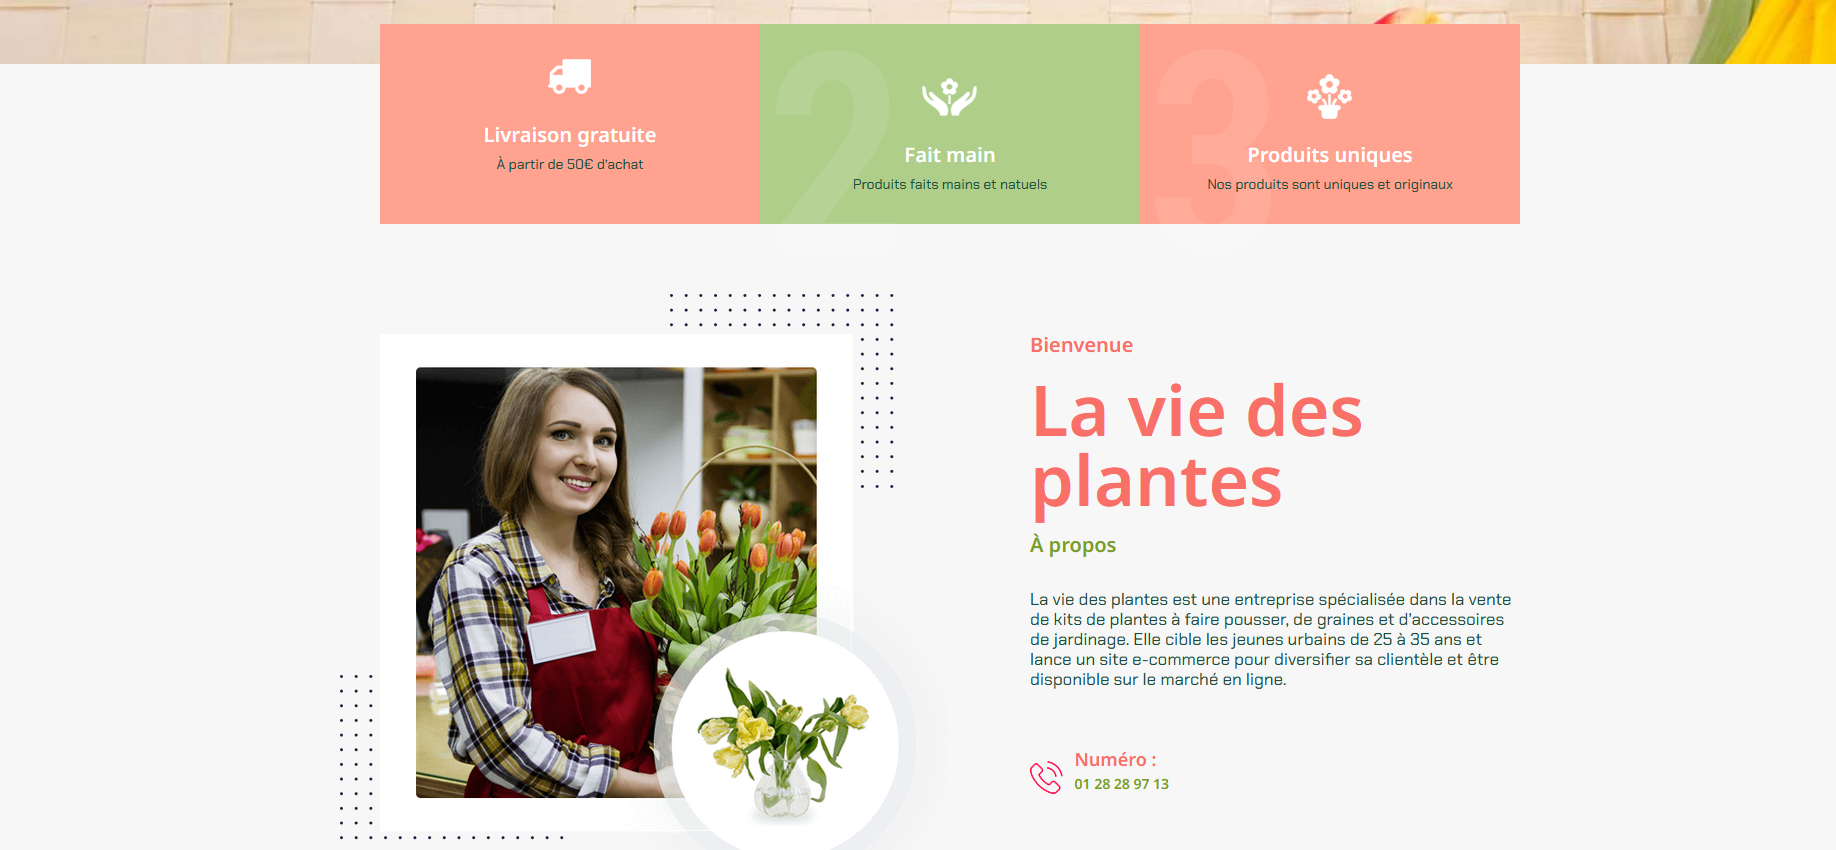 Livraison gratuite
À partir de 50€ d'achat
2
Fait main
Produits faits mains et natuels
3
Produits uniques
Nos produits sont uniques et originaux
Bienvenue
La vie des
plantes
À propos
La vie des plantes est une entreprise spécialisée dans la vente
de kits de plantes à faire pousser, de graines et d'accessoires
de jardinage. Elle cible les jeunes urbains de 25 à 35 ans et
lance un site e-commerce pour diversifier sa clientèle et être
disponible sur le marché en ligne.
Numéro :
01 28 28 97 13